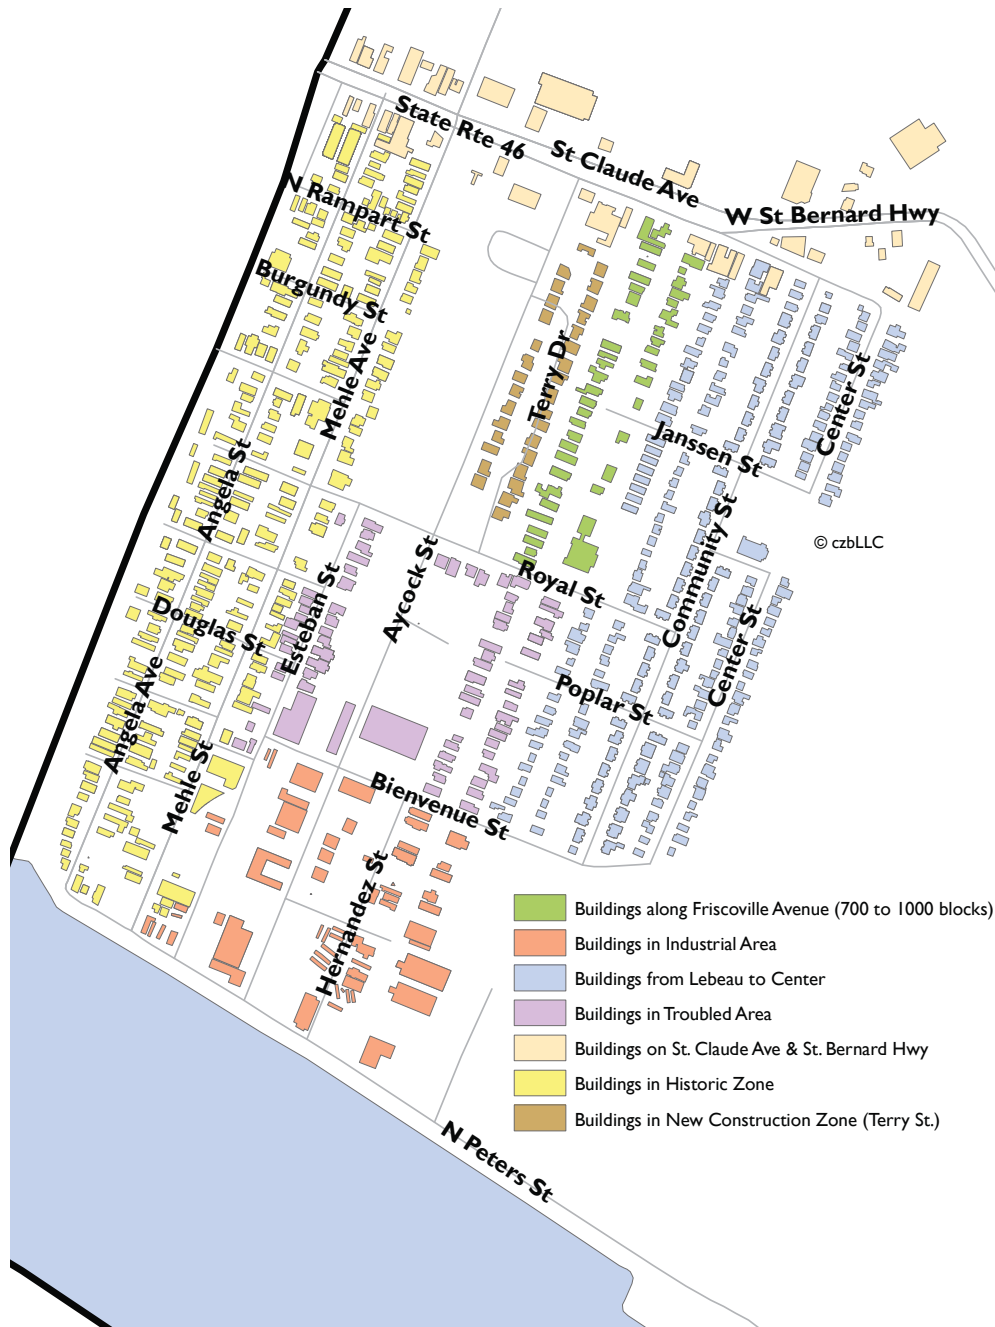 State Rte 46
St Claude Ave
W St Bernard Hwy
N Rampart St
Burgundy St
Mehle Ave
Terry Dr
Center St
Janssen St
Angela St
Community St
© czbLLC
Aycock St
Royal St
Esteban St
Douglas St
Center St
Poplar St
Angela Ave
Mehle St
Bienvenue St
Hernandez St
Buildings along Friscoville Avenue (700 to 1000 blocks)
Buildings in Industrial Area
Buildings from Lebeau to Center
Buildings in Troubled Area
Buildings on St. Claude Ave & St. Bernard Hwy
Buildings in Historic Zone
Buildings in New Construction Zone (Terry St.)
N Peters St